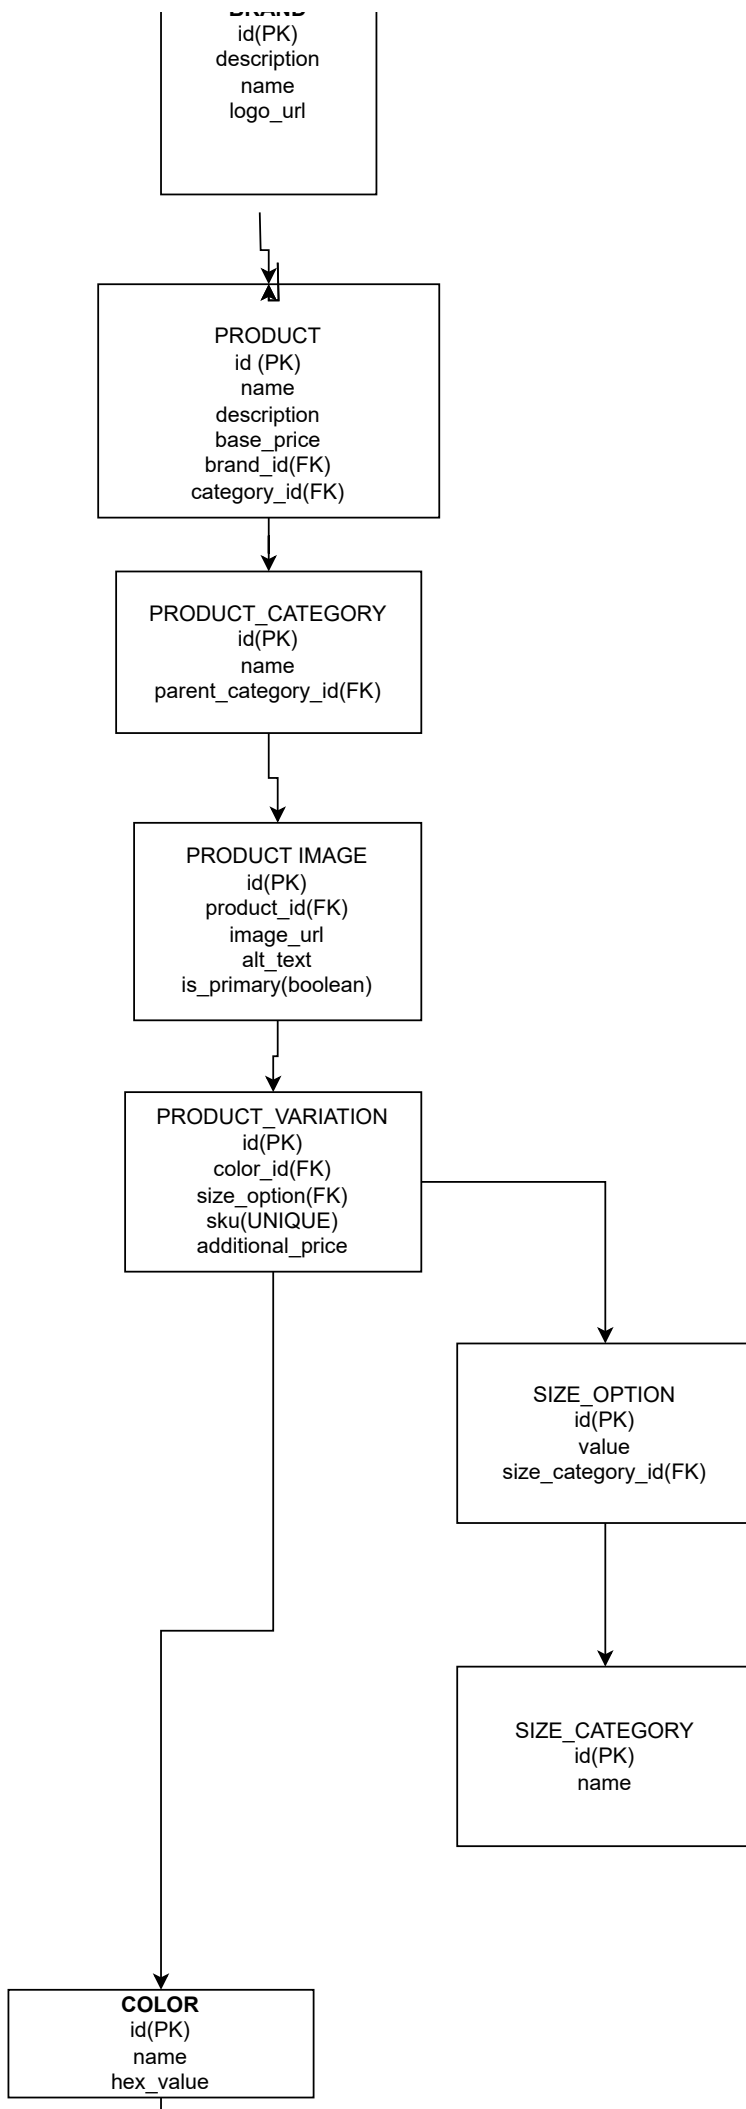 BRAND
id(PK)
description
name
logo_url
PRODUCT
id (PK)
name
description
base_price
brand_id(FK)
category_id(FK)
PRODUCT_CATEGORY
id(PK)
name
parent_category_id(FK)
PRODUCT IMAGE
id(PK)
product_id(FK)
image_url
alt_text
is_primary(boolean)
PRODUCT_VARIATION
id(PK)
color_id(FK)
size_option(FK)
sku(UNIQUE)
additional_price
SIZE_OPTION
id(PK)
value
size_category_id(FK)
SIZE_CATEGORY
id(PK)
name
COLOR
id(PK)
name
hex_value